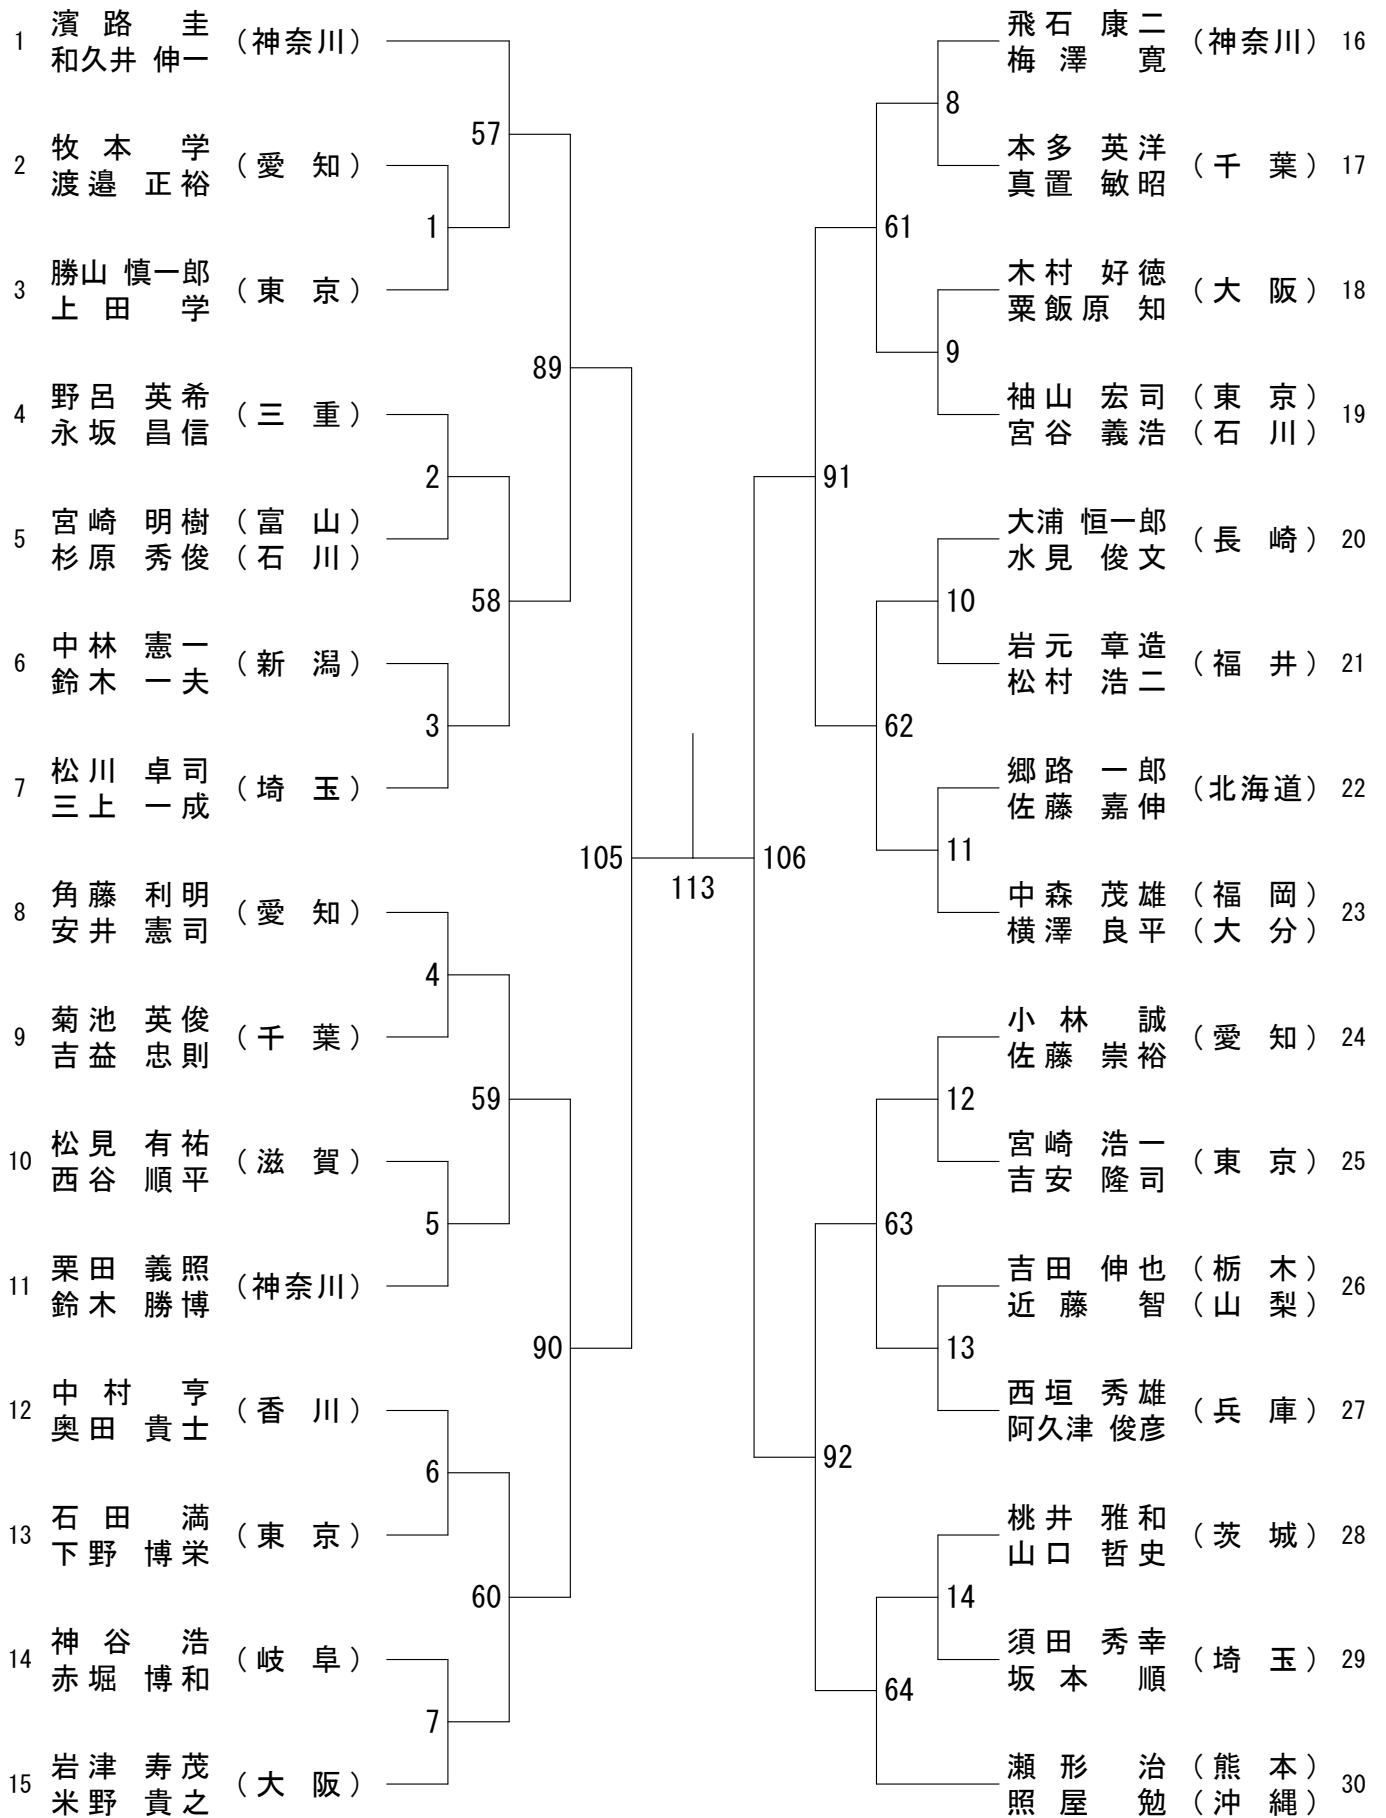 1 濱路 圭 (神奈川)
和久井 伸一
2 牧本 学 (愛知)
渡邉 正裕
3 勝山 慎一郎 (東京)
上田 学
4 野呂 英希 (三重)
永坂 昌信
5 宮崎 明樹 (富山)
杉原 秀俊 (石川)
6 中林 憲一 (新潟)
鈴木 一夫
7 松川 卓司 (埼玉)
三上 一成
8 角藤 利明 (愛知)
安井 憲司
9 菊池 英俊 (千葉)
吉益 忠則
10 松見 有祐 (滋賀)
西谷 順平
11 栗田 義照 (神奈川)
鈴木 勝博
12 中村 亨 (香川)
奥田 貴士
13 石田 満 (東京)
下野 博栄
14 神谷 浩 (岐阜)
赤堀 博和
15 岩津 寿茂 (大阪)
米野 貴之
1
2
3
4
5
6
7
57
58
59
60
89
90
105
113
106
91
92
61
62
63
64
8
9
10
11
12
13
14
飛石 康二 (神奈川) 16
梅澤 寛
本多 英洋 (千葉) 17
真置 敏昭
木村 好徳 (大阪) 18
粟飯原 知
袖山 宏司 (東京) 19
宮谷 義浩 (石川)
大浦 恒一郎 (長崎) 20
水見 俊文
岩元 章造 (福井) 21
松村 浩二
郷路 一郎 (北海道) 22
佐藤 嘉伸
中森 茂雄 (福岡) 23
横澤 良平 (大分)
小林 誠 (愛知) 24
佐藤 崇裕
宮崎 浩一 (東京) 25
吉安 隆司
吉田 伸也 (栃木) 26
近藤 智 (山梨)
西垣 秀雄 (兵庫) 27
阿久津 俊彦
桃井 雅和 (茨城) 28
山口 哲史
須田 秀幸 (埼玉) 29
坂本 順
瀬形 治 (熊本) 30
照屋 勉 (沖縄)